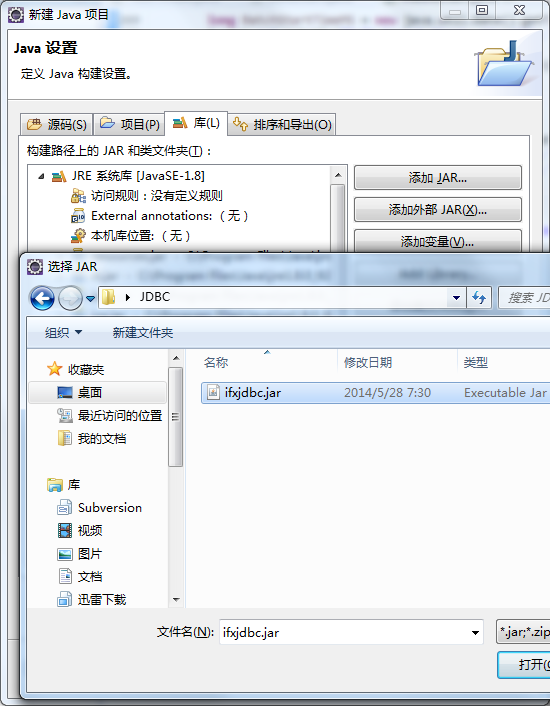 新建 Java 项目
Java 设置
定义 Java 构建设置。
源码(S) 项目(P) 库(L) 排序和导出(O)
构建路径上的 JAR 和类文件夹(T)：
JRE 系统库 [JavaSE-1.8]
访问规则：没有定义规则
External annotations:（无）
本机库位置:（无）
添加 JAR...
添加外部 JAR(X)...
添加变量(V)...
选择 JAR
JDBC
搜索 JD
组织 新建文件夹
收藏夹
桌面
最近访问的位置
我的文档
库
Subversion
视频
图片
文档
迅雷下载
名称 修改日期 类型
ifxjdbc.jar 2014/5/28 7:30 Executable Jar
文件名(N): ifxjdbc.jar *.jar;*.zip
打开(O